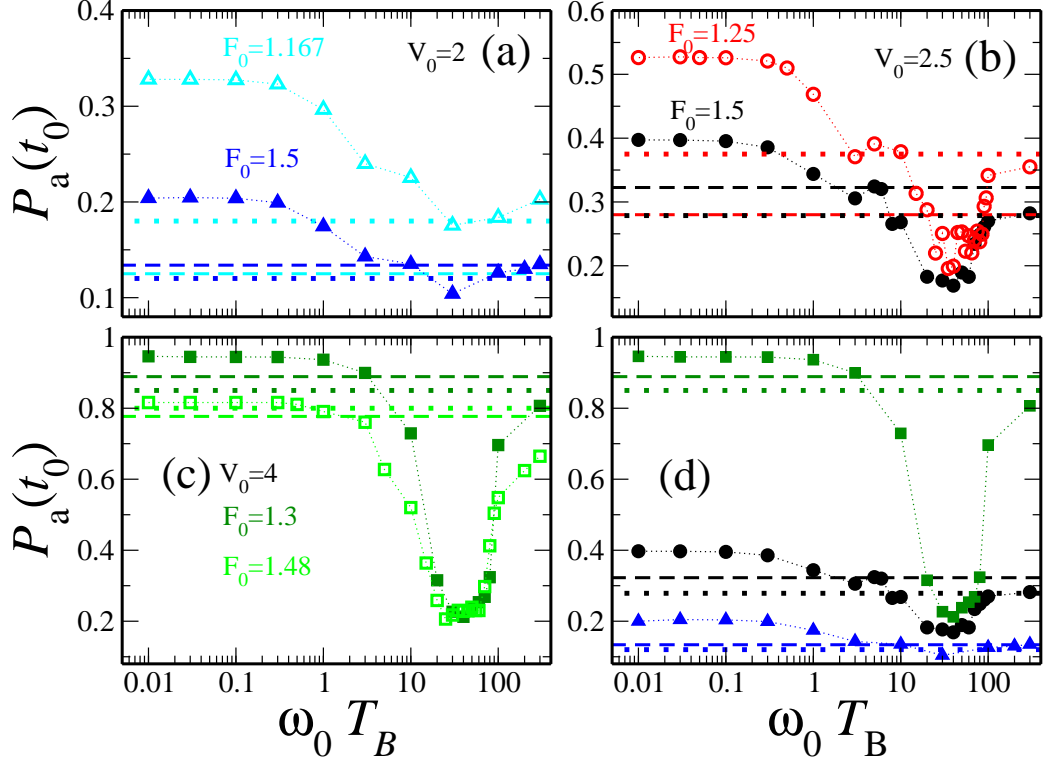 F₀=1.167
V₀=2
(a)
F₀=1.5
0.4
0.3
0.2
0.1
Pₐ(t₀)
F₀=1.25
V₀=2.5
(b)
F₀=1.5
0.6
0.5
0.4
0.3
0.2
(c)
V₀=4
F₀=1.3
F₀=1.48
1
0.8
0.6
0.4
0.2
Pₐ(t₀)
0.01 0.1 1 10 100
ω₀ T_B
(d)
1
0.8
0.6
0.4
0.2
0.01 0.1 1 10 100
ω₀ T_B